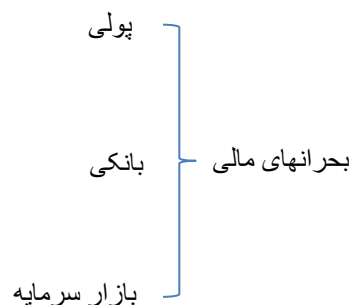 پولی
بحرانهای مالی
بانکی
بازار سرمایه